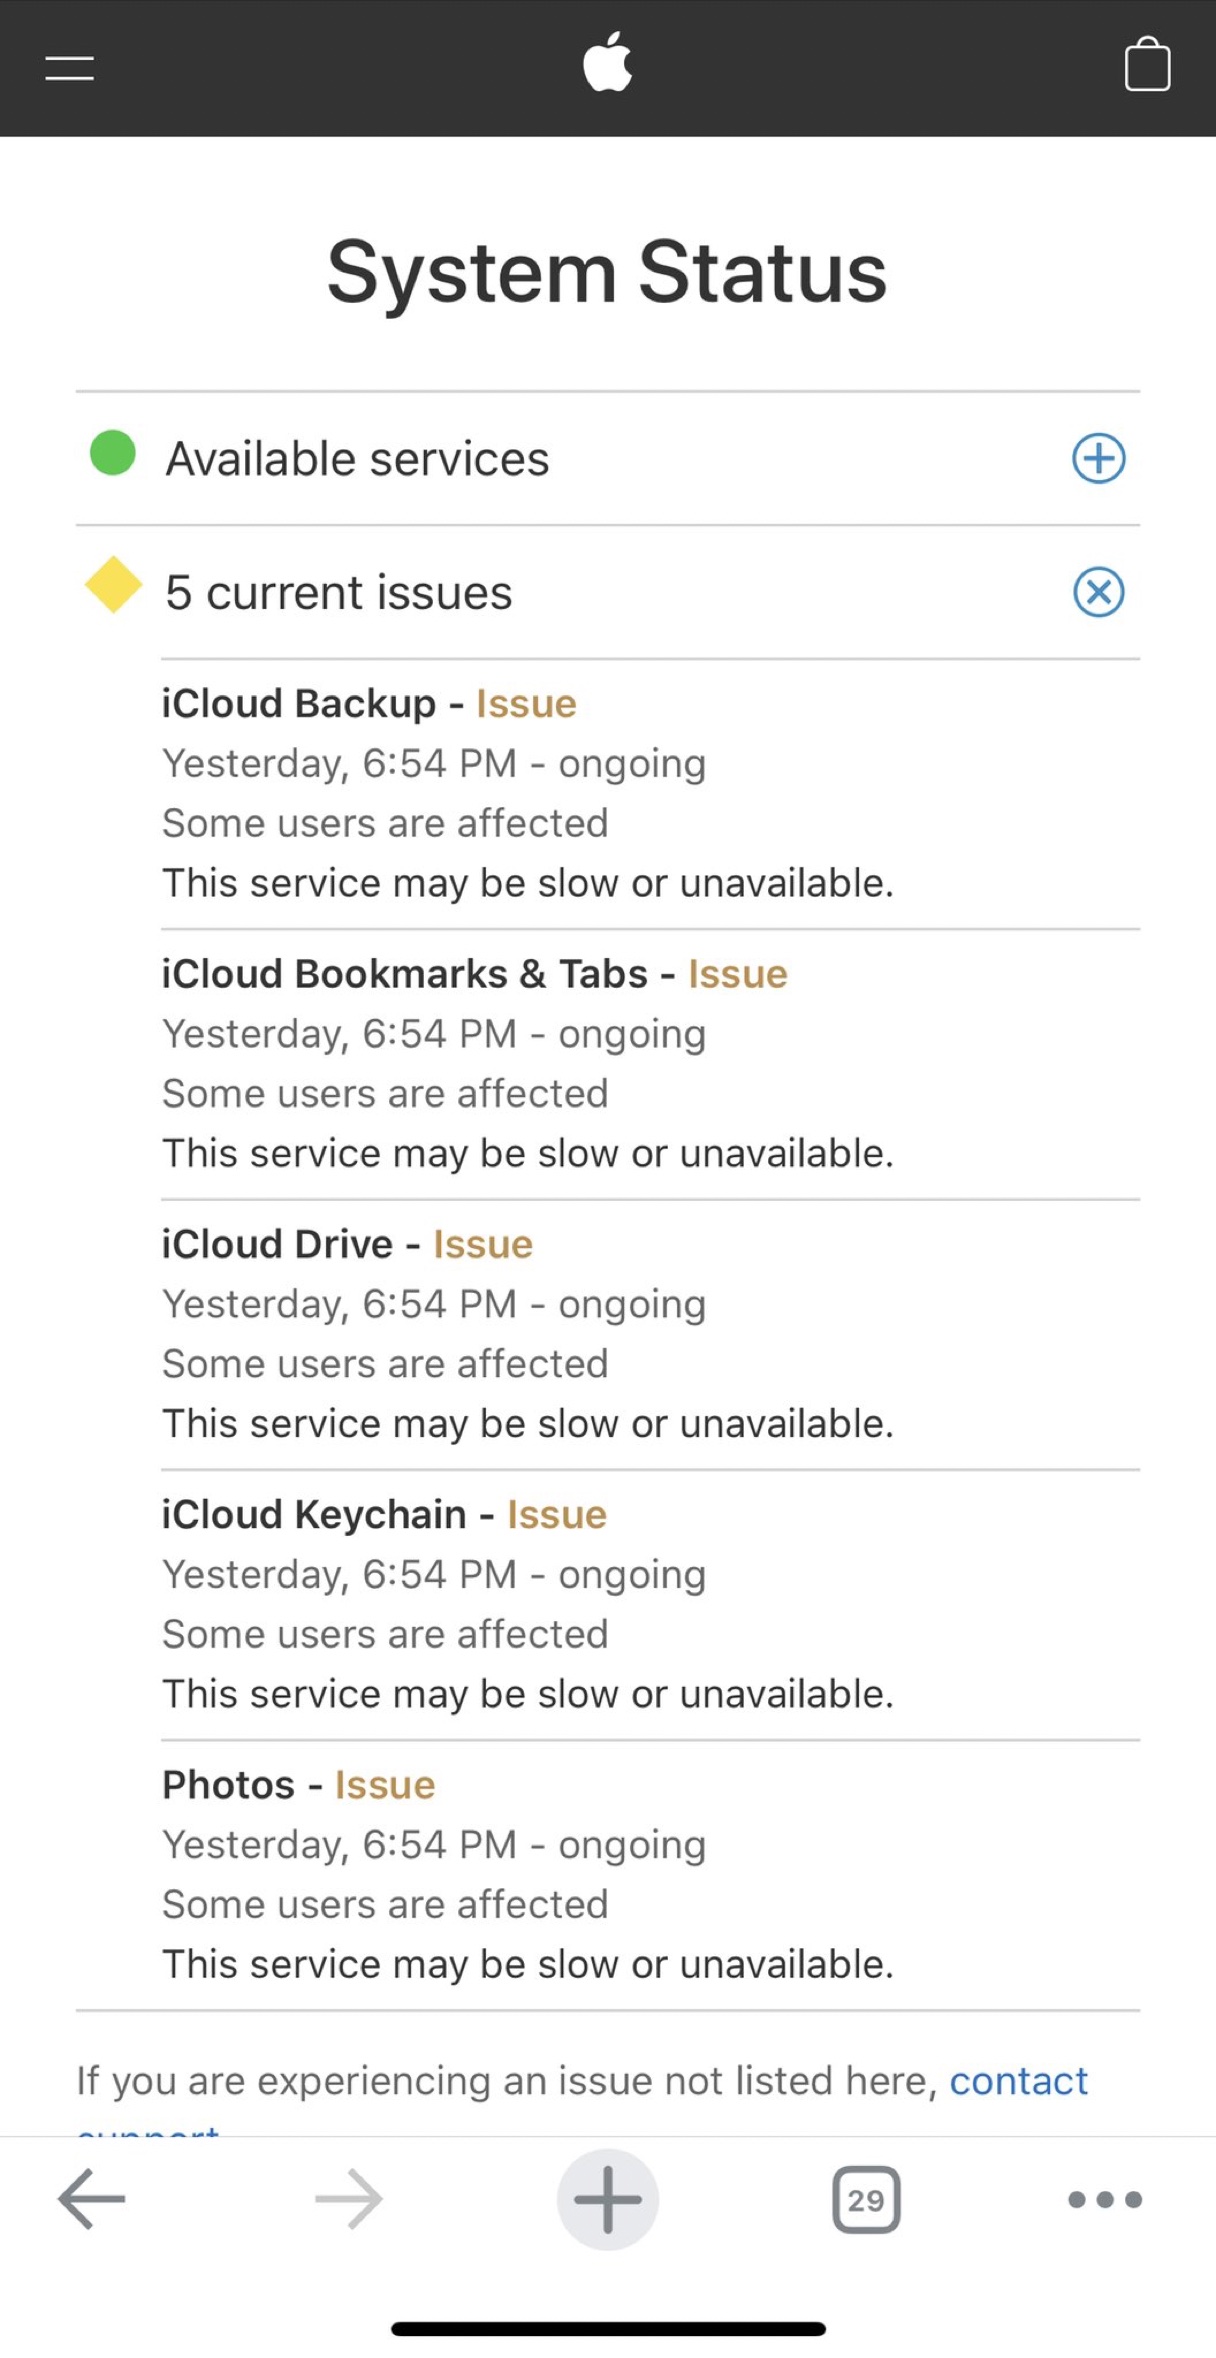 System Status
Available services
5 current issues
iCloud Backup - Issue
Yesterday, 6:54 PM - ongoing
Some users are affected
This service may be slow or unavailable.
iCloud Bookmarks & Tabs - Issue
Yesterday, 6:54 PM - ongoing
Some users are affected
This service may be slow or unavailable.
iCloud Drive - Issue
Yesterday, 6:54 PM - ongoing
Some users are affected
This service may be slow or unavailable.
iCloud Keychain - Issue
Yesterday, 6:54 PM - ongoing
Some users are affected
This service may be slow or unavailable.
Photos - Issue
Yesterday, 6:54 PM - ongoing
Some users are affected
This service may be slow or unavailable.
If you are experiencing an issue not listed here, contact
support
29